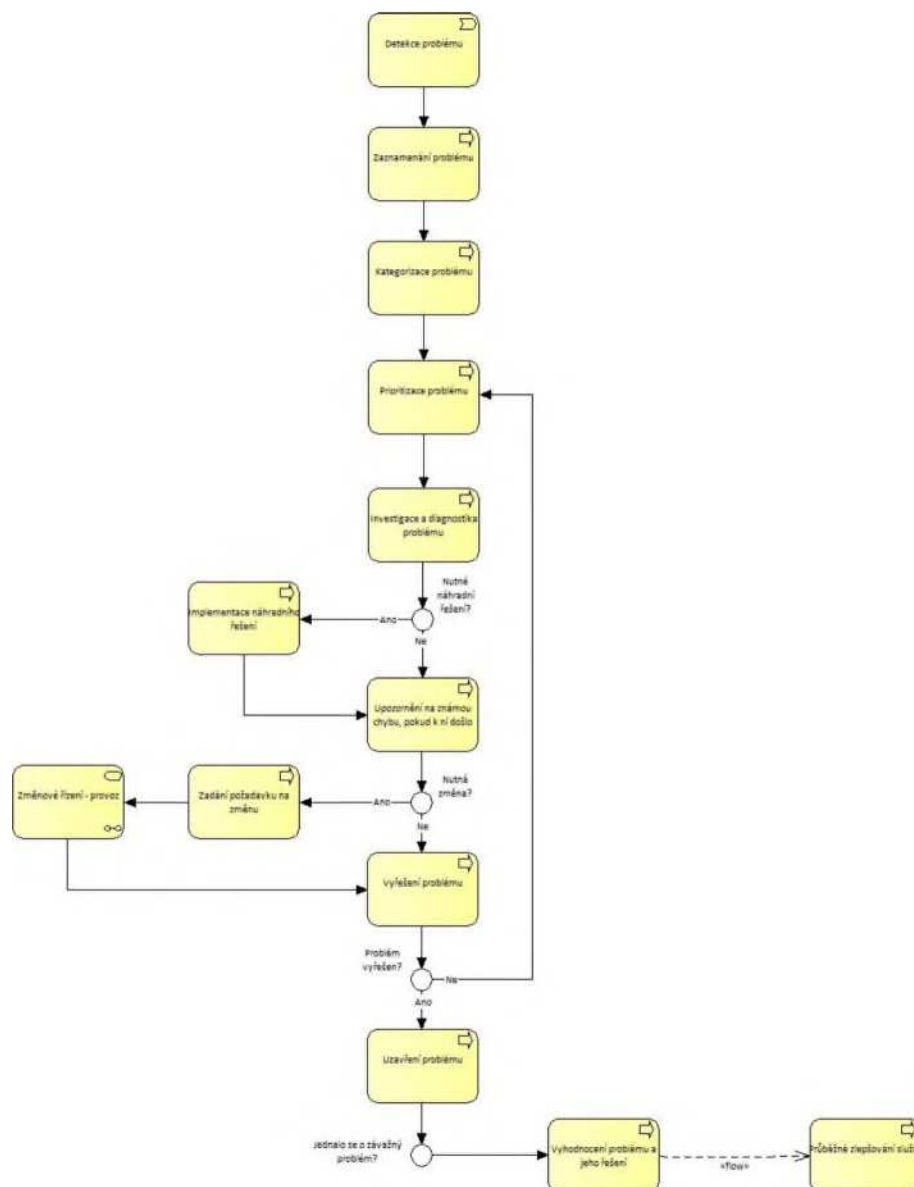 Detekce problému
Zaznamenání problému
Kategorizace problému
Prioritizace problému
Investigace a diagnostika
problému
Nutné
náhradní
řešení?
Ano
Implementace náhradního
řešení
Ne
Upozornění na známou
chybu, pokud k ní došlo
Nutná
změna?
Změnové řízení - provoz
Zadání požadavku na
změnu
Ano
Ne
Vyřešení problému
Problém
vyřešen?
Ne
Ano
Uzavření problému
Jednalo se o závažný
problém?
Vyhodnocení problému a
jeho řešení
«flow»
Průběžné zlepšování